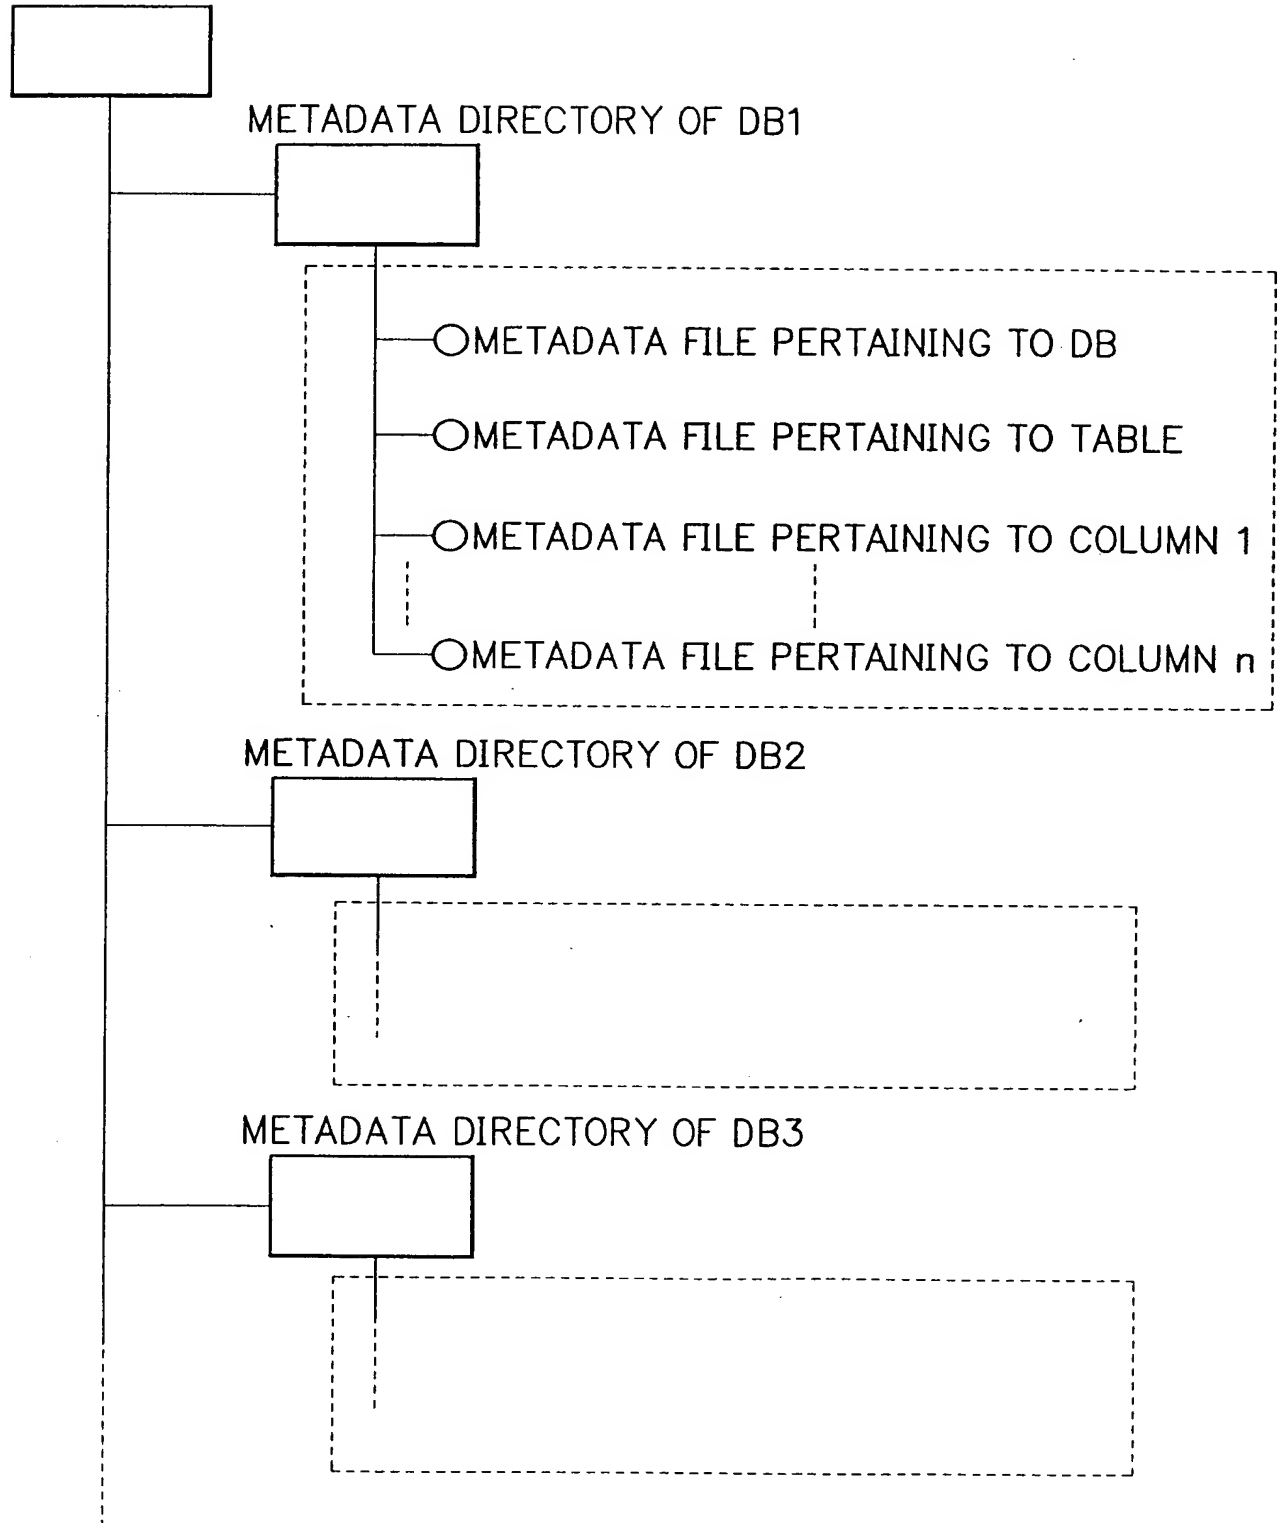 METADATA DIRECTORY OF DB1
METADATA FILE PERTAINING TO DB
METADATA FILE PERTAINING TO TABLE
METADATA FILE PERTAINING TO COLUMN 1
METADATA FILE PERTAINING TO COLUMN n
METADATA DIRECTORY OF DB2
METADATA DIRECTORY OF DB3